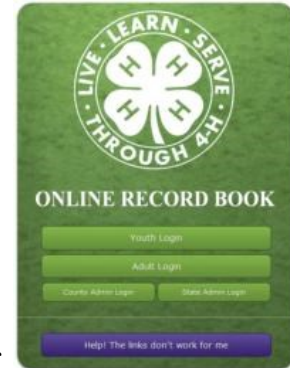 LIVE · LEARN · SERVE
H H
H H
THROUGH 4-H
ONLINE RECORD BOOK
Youth Login
Adult Login
County Admin Login State Admin Login
Help! The links don't work for me